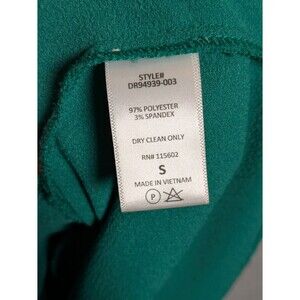 STYLE#
DR94939-003
97% POLYESTER
3% SPANDEX
DRY CLEAN ONLY
RN# 115602
S
MADE IN VIETNAM
P